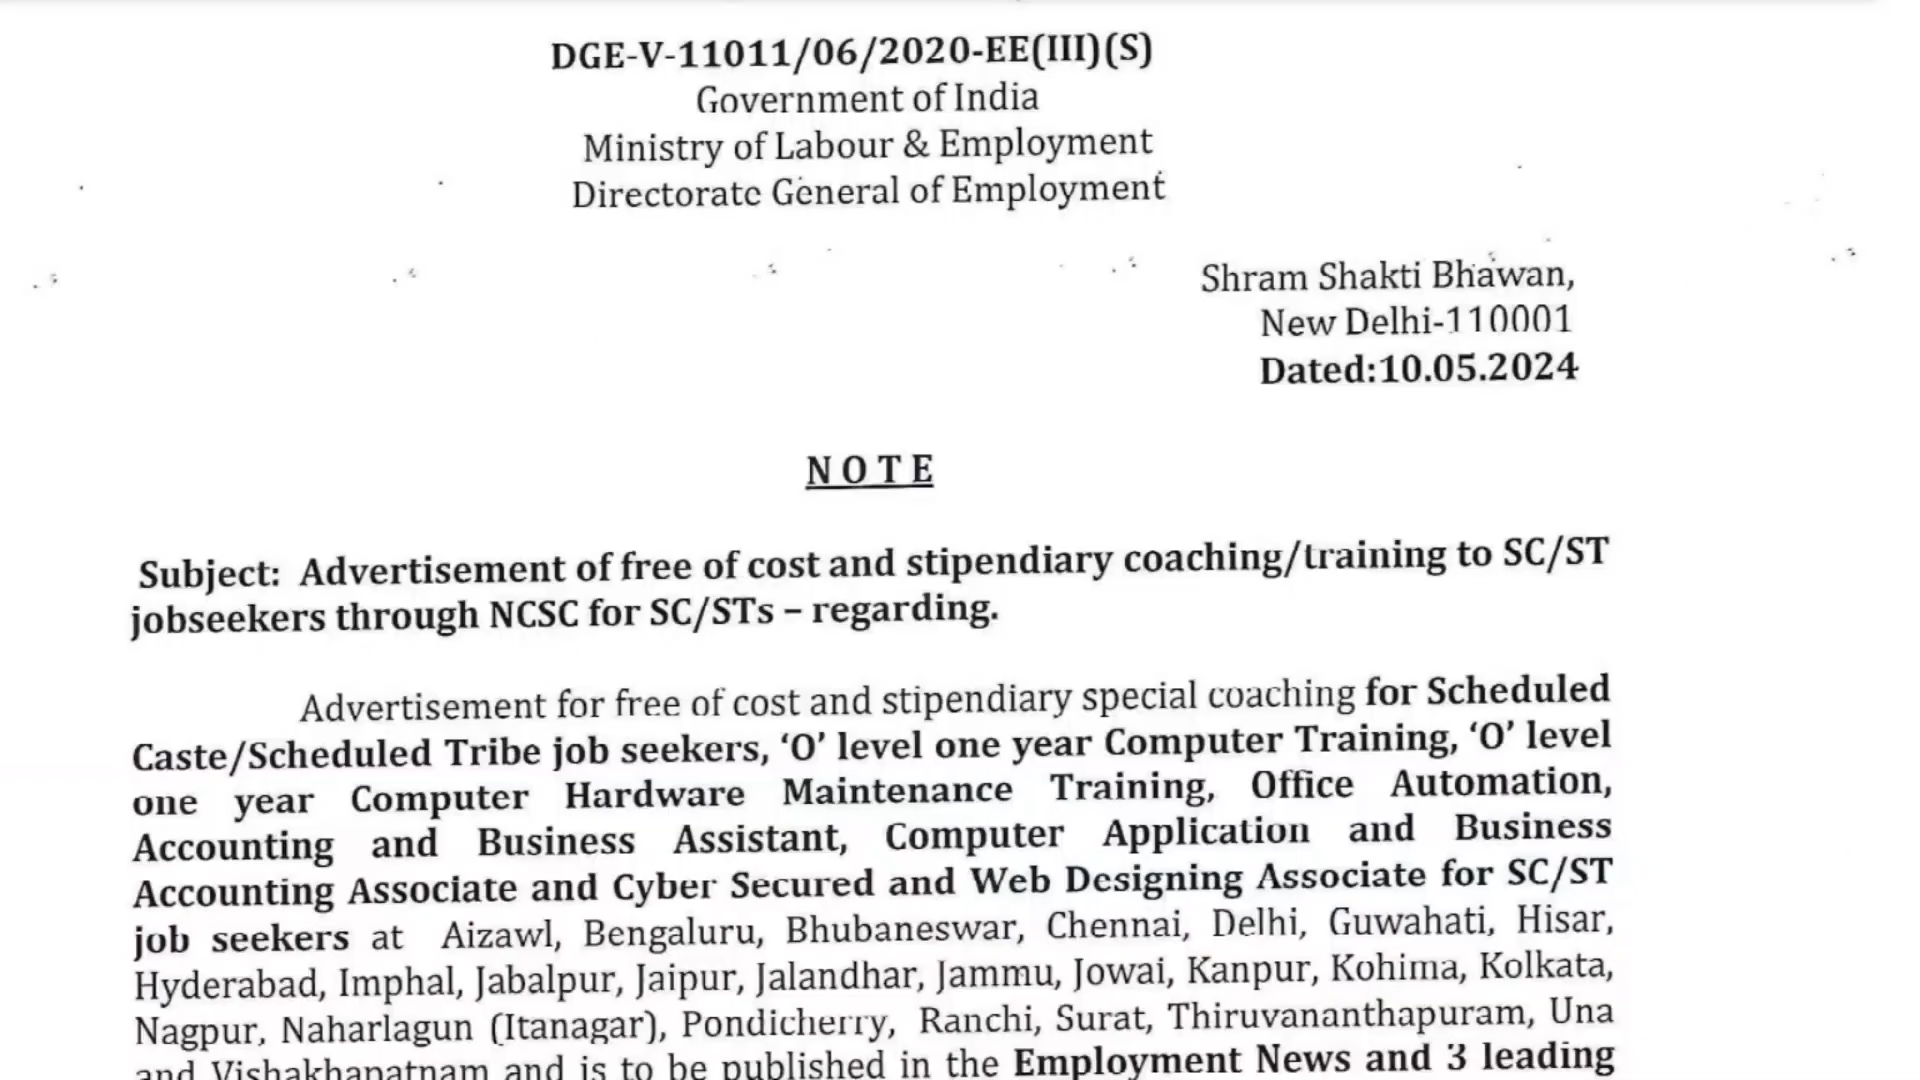 DGE-V-11011/06/2020-EE(III)(S)
Government of India
Ministry of Labour & Employment
Directorate General of Employment
Shram Shakti Bhawan,
New Delhi-110001
Dated:10.05.2024
N O T E
Subject: Advertisement of free of cost and stipendiary coaching/training to SC/ST
jobseekers through NCSC for SC/STs – regarding.
Advertisement for free of cost and stipendiary special coaching for Scheduled
Caste/Scheduled Tribe job seekers, ‘O’ level one year Computer Training, ‘O’ level
one year Computer Hardware Maintenance Training, Office Automation,
Accounting and Business Assistant, Computer Application and Business
Accounting Associate and Cyber Secured and Web Designing Associate for SC/ST
job seekers at Aizawl, Bengaluru, Bhubaneswar, Chennai, Delhi, Guwahati, Hisar,
Hyderabad, Imphal, Jabalpur, Jaipur, Jalandhar, Jammu, Jowai, Kanpur, Kohima, Kolkata,
Nagpur, Naharlagun (Itanagar), Pondicherry, Ranchi, Surat, Thiruvananthapuram, Una
and Vishakhapatnam and is to be published in the Employment News and 3 leading